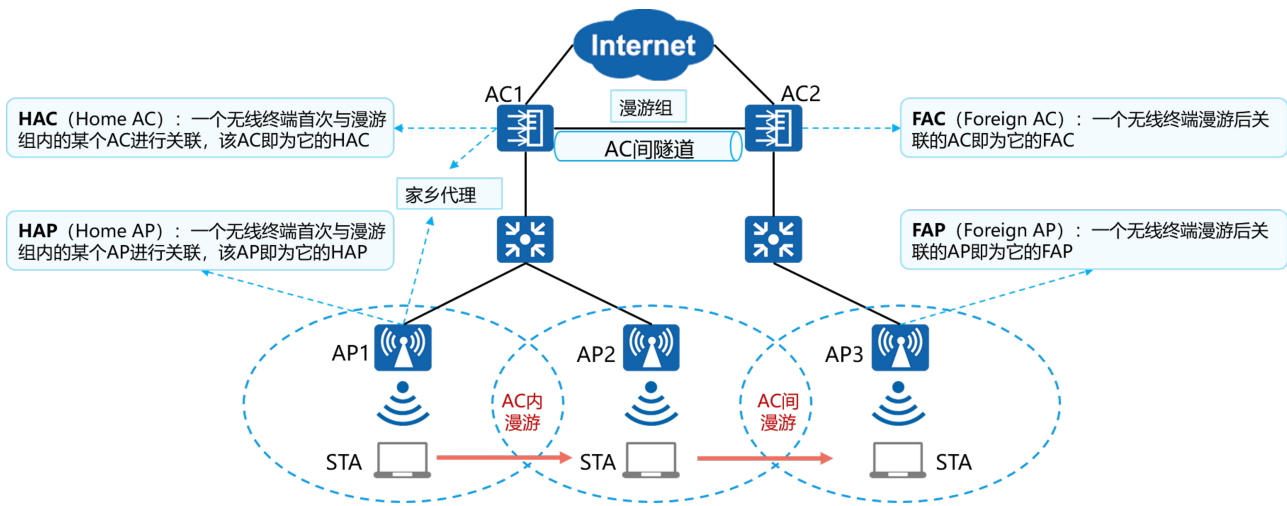 Internet
AC1
漫游组
AC2
HAC（Home AC）：一个无线终端首次与漫游
组内的某个AC进行关联，该AC即为它的HAC
FAC（Foreign AC）：一个无线终端漫游后关
联的AC即为它的FAC
AC间隧道
家乡代理
HAP（Home AP）：一个无线终端首次与漫游
组内的某个AP进行关联，该AP即为它的HAP
FAP（Foreign AP）：一个无线终端漫游后关
联的AP即为它的FAP
AP1
AP2
AP3
AC内
漫游
AC间
漫游
STA
STA
STA